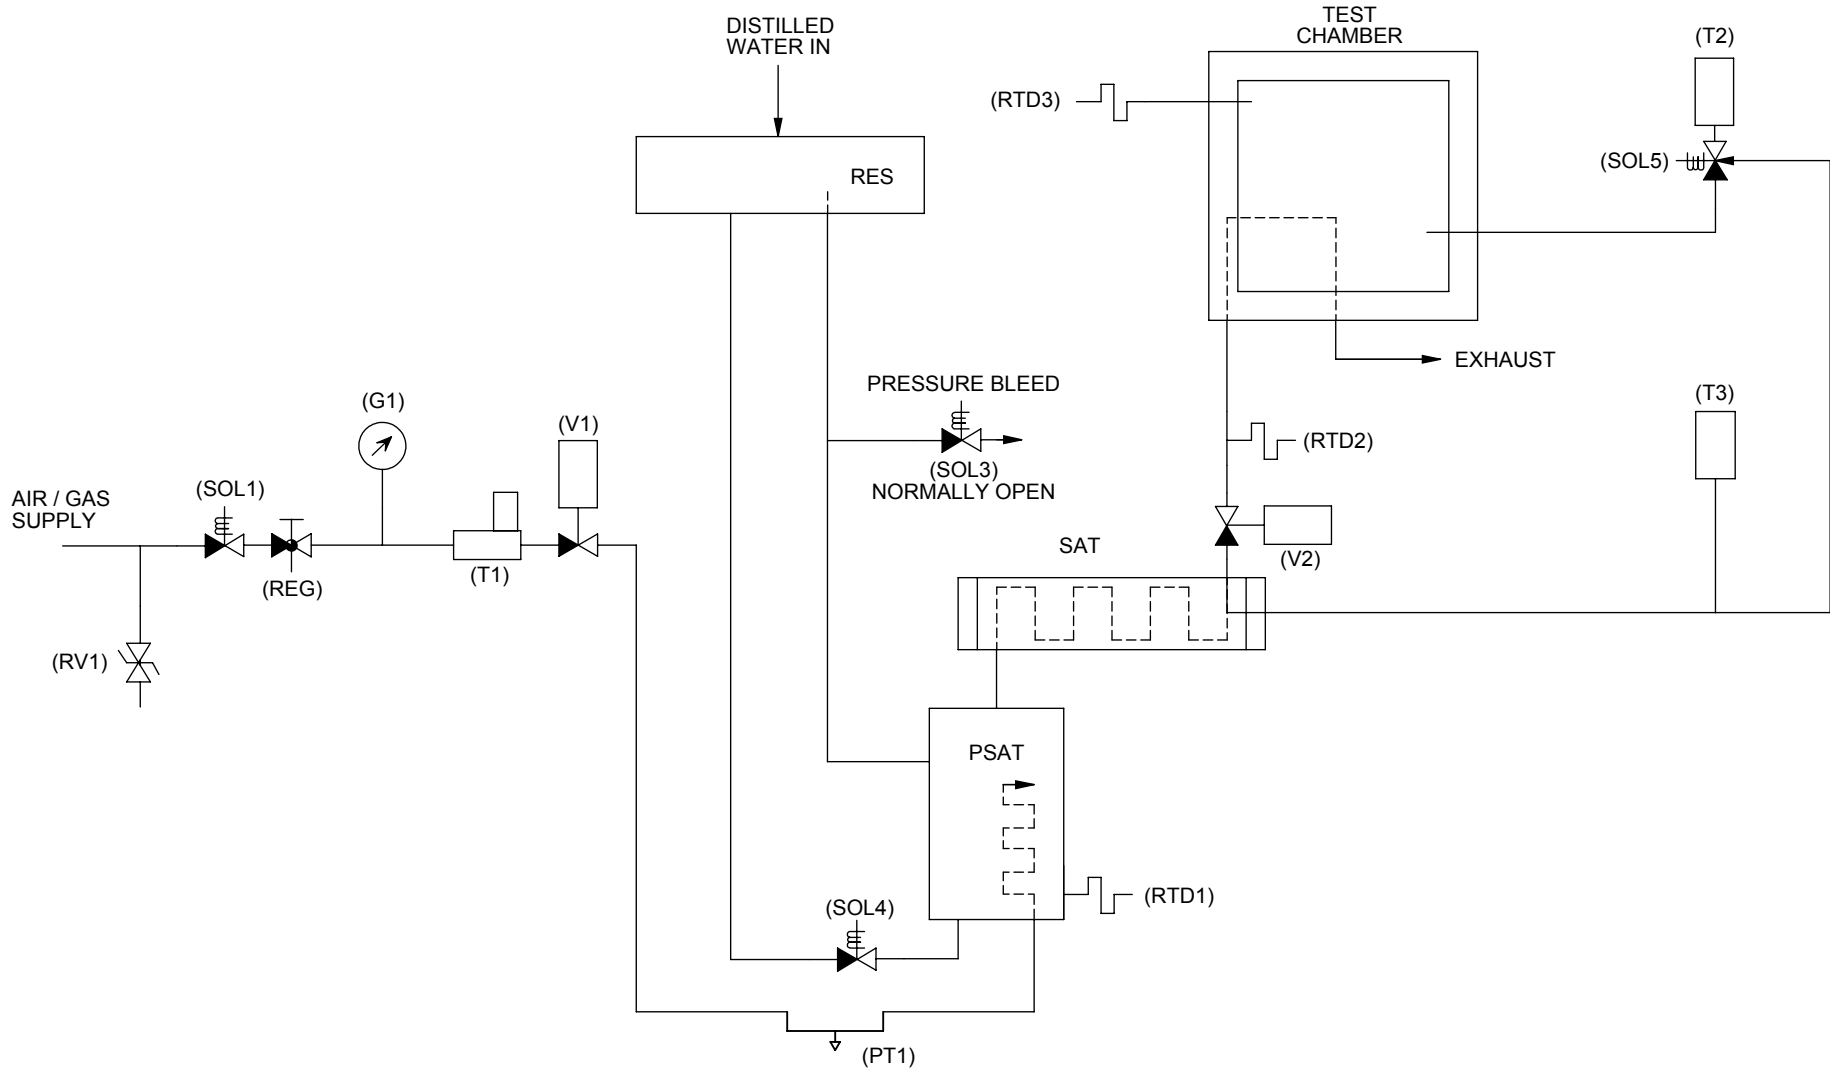 DISTILLED
WATER IN
TEST
CHAMBER
(T2)
(RTD3)
RES
(SOL5)
EXHAUST
PRESSURE BLEED
(SOL3)
NORMALLY OPEN
(G1)
(V1)
(T3)
(RTD2)
AIR / GAS
SUPPLY
(SOL1)
(REG)
(T1)
SAT
(V2)
(RV1)
PSAT
(RTD1)
(SOL4)
(PT1)